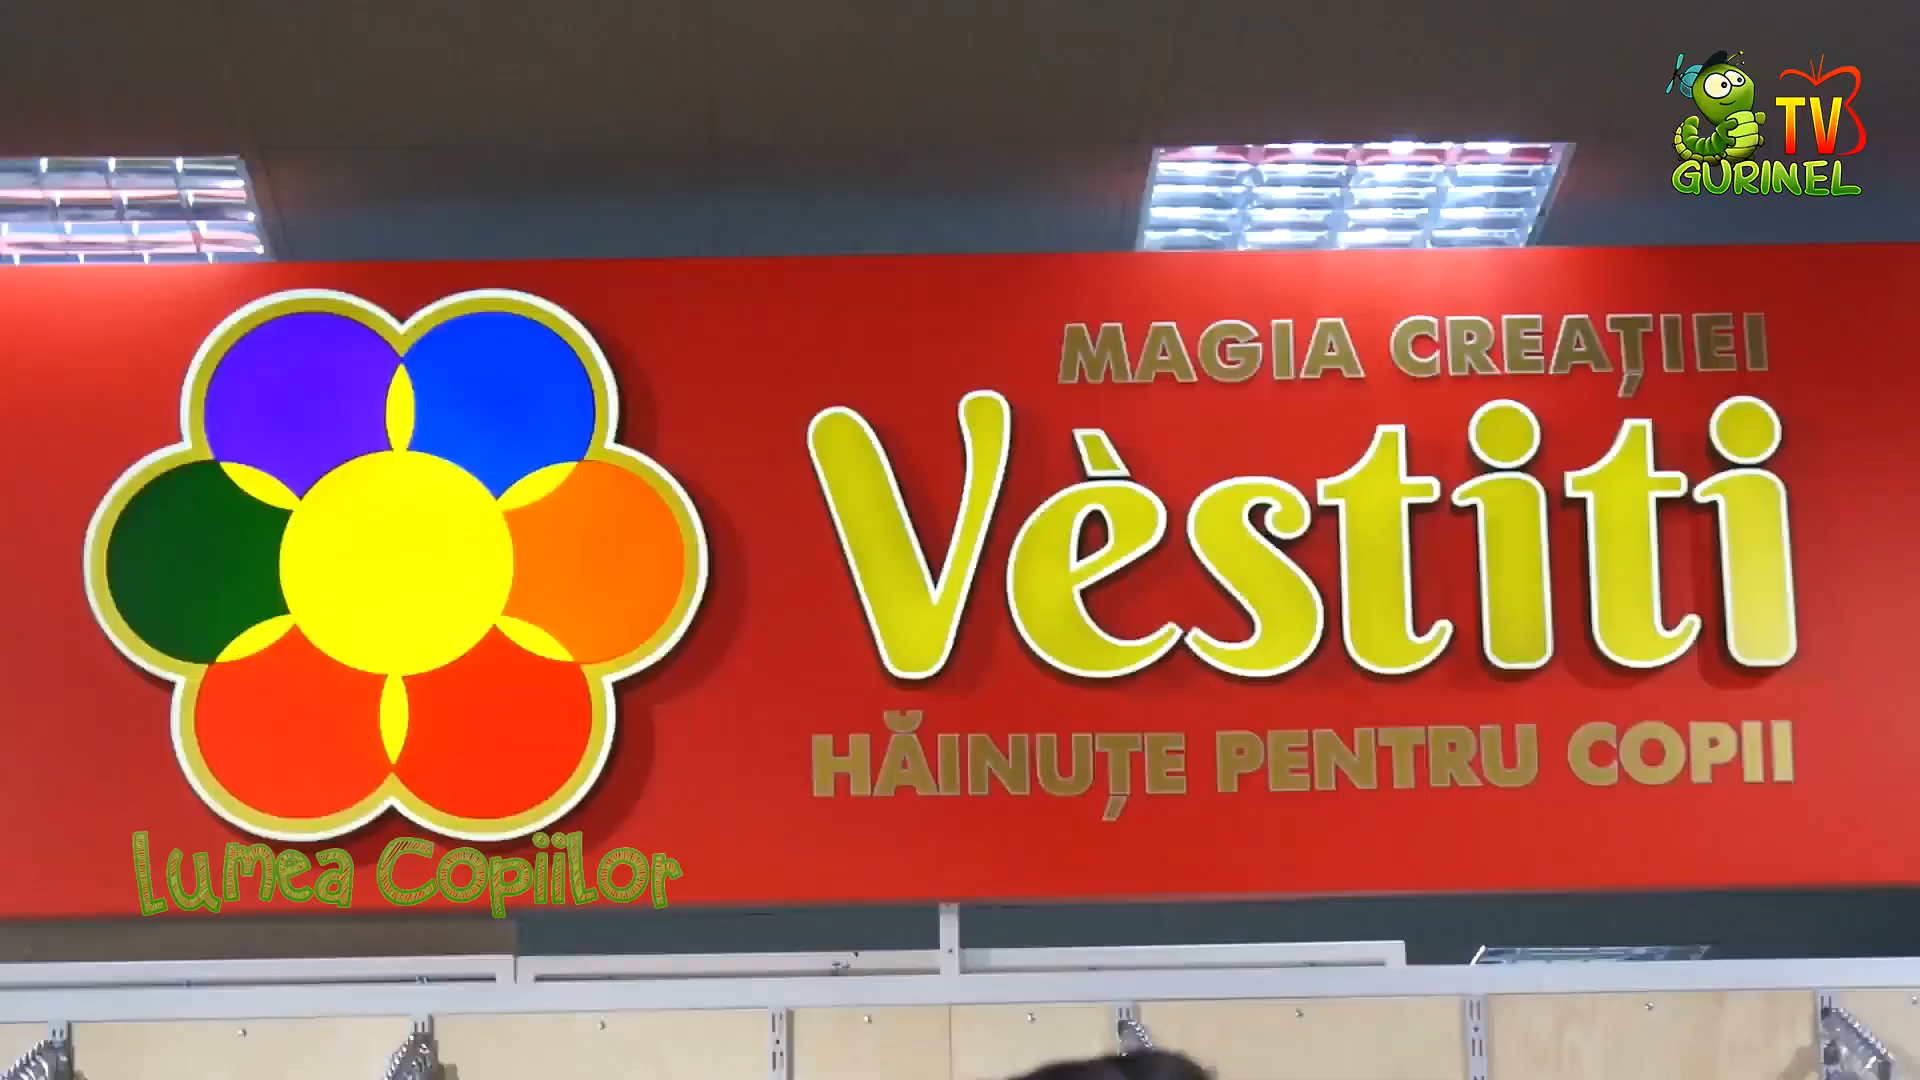 TV
GURINEL
MAGIA CREAȚIEI
Vèstiti
HĂINUȚE PENTRU COPII
Lumea Copiilor